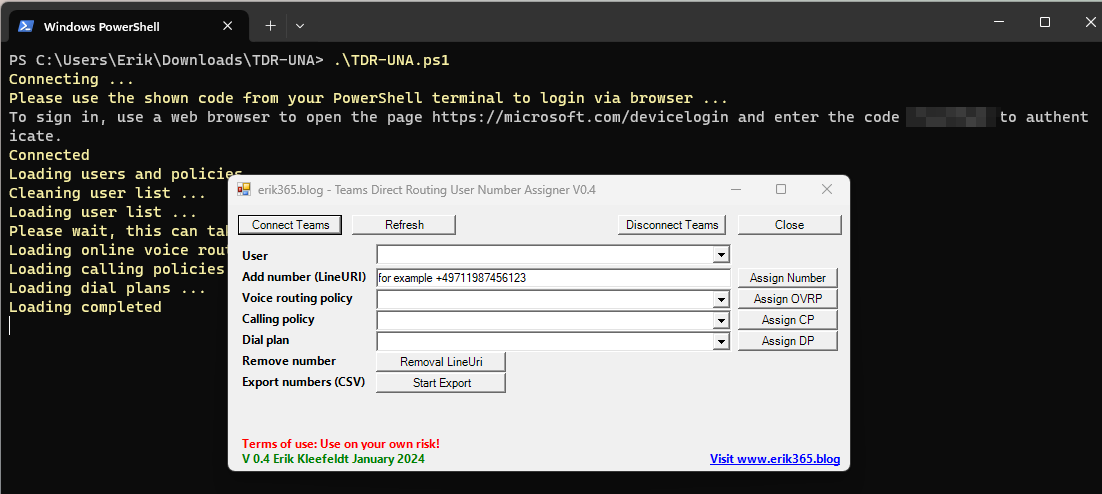 Windows PowerShell
PS C:\Users\Erik\Downloads\TDR-UNA> .\TDR-UNA.ps1
Connecting ...
Please use the shown code from your PowerShell terminal to login via browser ...
To sign in, use a web browser to open the page https://microsoft.com/devicelogin and enter the code to authent
icate.
Connected
Loading users and policies
Cleaning user list ...
Loading user list ...
Please wait, this can
Loading online voice
Loading calling policies
Loading dial plans ...
Loading completed
erik365.blog - Teams Direct Routing User Number Assigner V0.4
Connect Teams Refresh Disconnect Teams Close
User
Add number (LineURI) for example +49711987456123 Assign Number
Voice routing policy Assign OVRP
Calling policy Assign CP
Dial plan Assign DP
Remove number Removal LineUri
Export numbers (CSV) Start Export
Terms of use: Use on your own risk!
V 0.4 Erik Kleefeldt January 2024 Visit www.erik365.blog